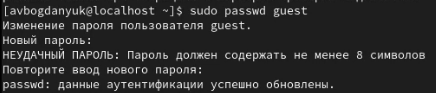 [avbogdanyuk@localhost ~]$ sudo passwd guest
Изменение пароля пользователя guest.
Новый пароль:
НЕУДАЧНЫЙ ПАРОЛЬ: Пароль должен содержать не менее 8 символов
Повторите ввод нового пароля:
passwd: данные аутентификации успешно обновлены.